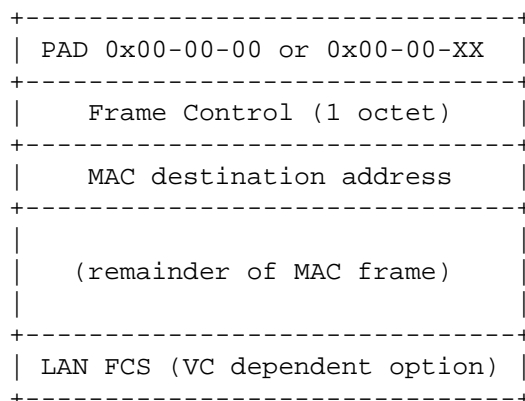 +-------------------------------+
| PAD 0x00-00-00 or 0x00-00-XX |
+-------------------------------+
| Frame Control (1 octet) |
+-------------------------------+
| MAC destination address |
+-------------------------------+
| |
| (remainder of MAC frame) |
| |
+-------------------------------+
| LAN FCS (VC dependent option) |
+-------------------------------+